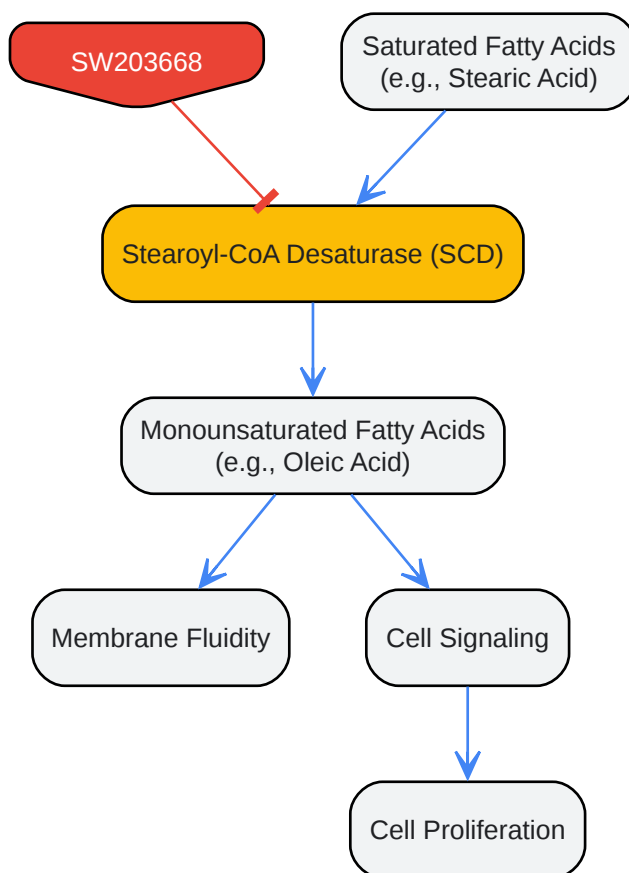 SW203668
Saturated Fatty Acids
(e.g., Stearic Acid)
Stearoyl-CoA Desaturase (SCD)
Monounsaturated Fatty Acids
(e.g., Oleic Acid)
Membrane Fluidity
Cell Signaling
Cell Proliferation